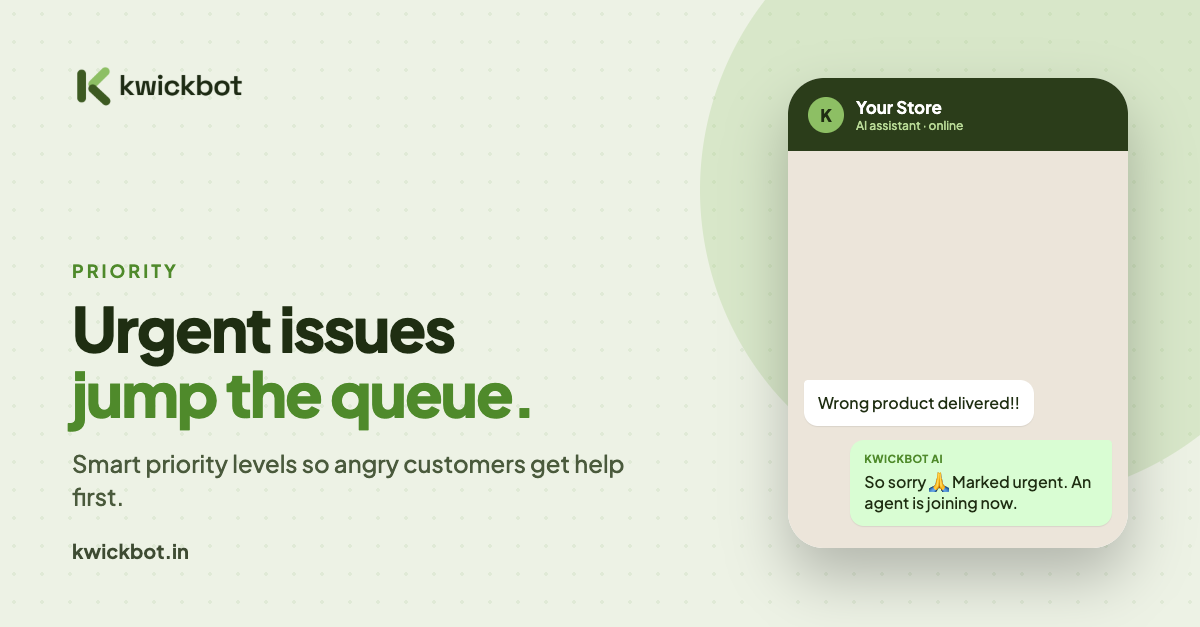 kwickbot
PRIORITY
Urgent issues
jump the queue.
Smart priority levels so angry customers get help
first.
kwickbot.in
K
Your Store
AI assistant · online
Wrong product delivered!!
KWICKBOT AI
So sorry🙏Marked urgent. An
agent is joining now.